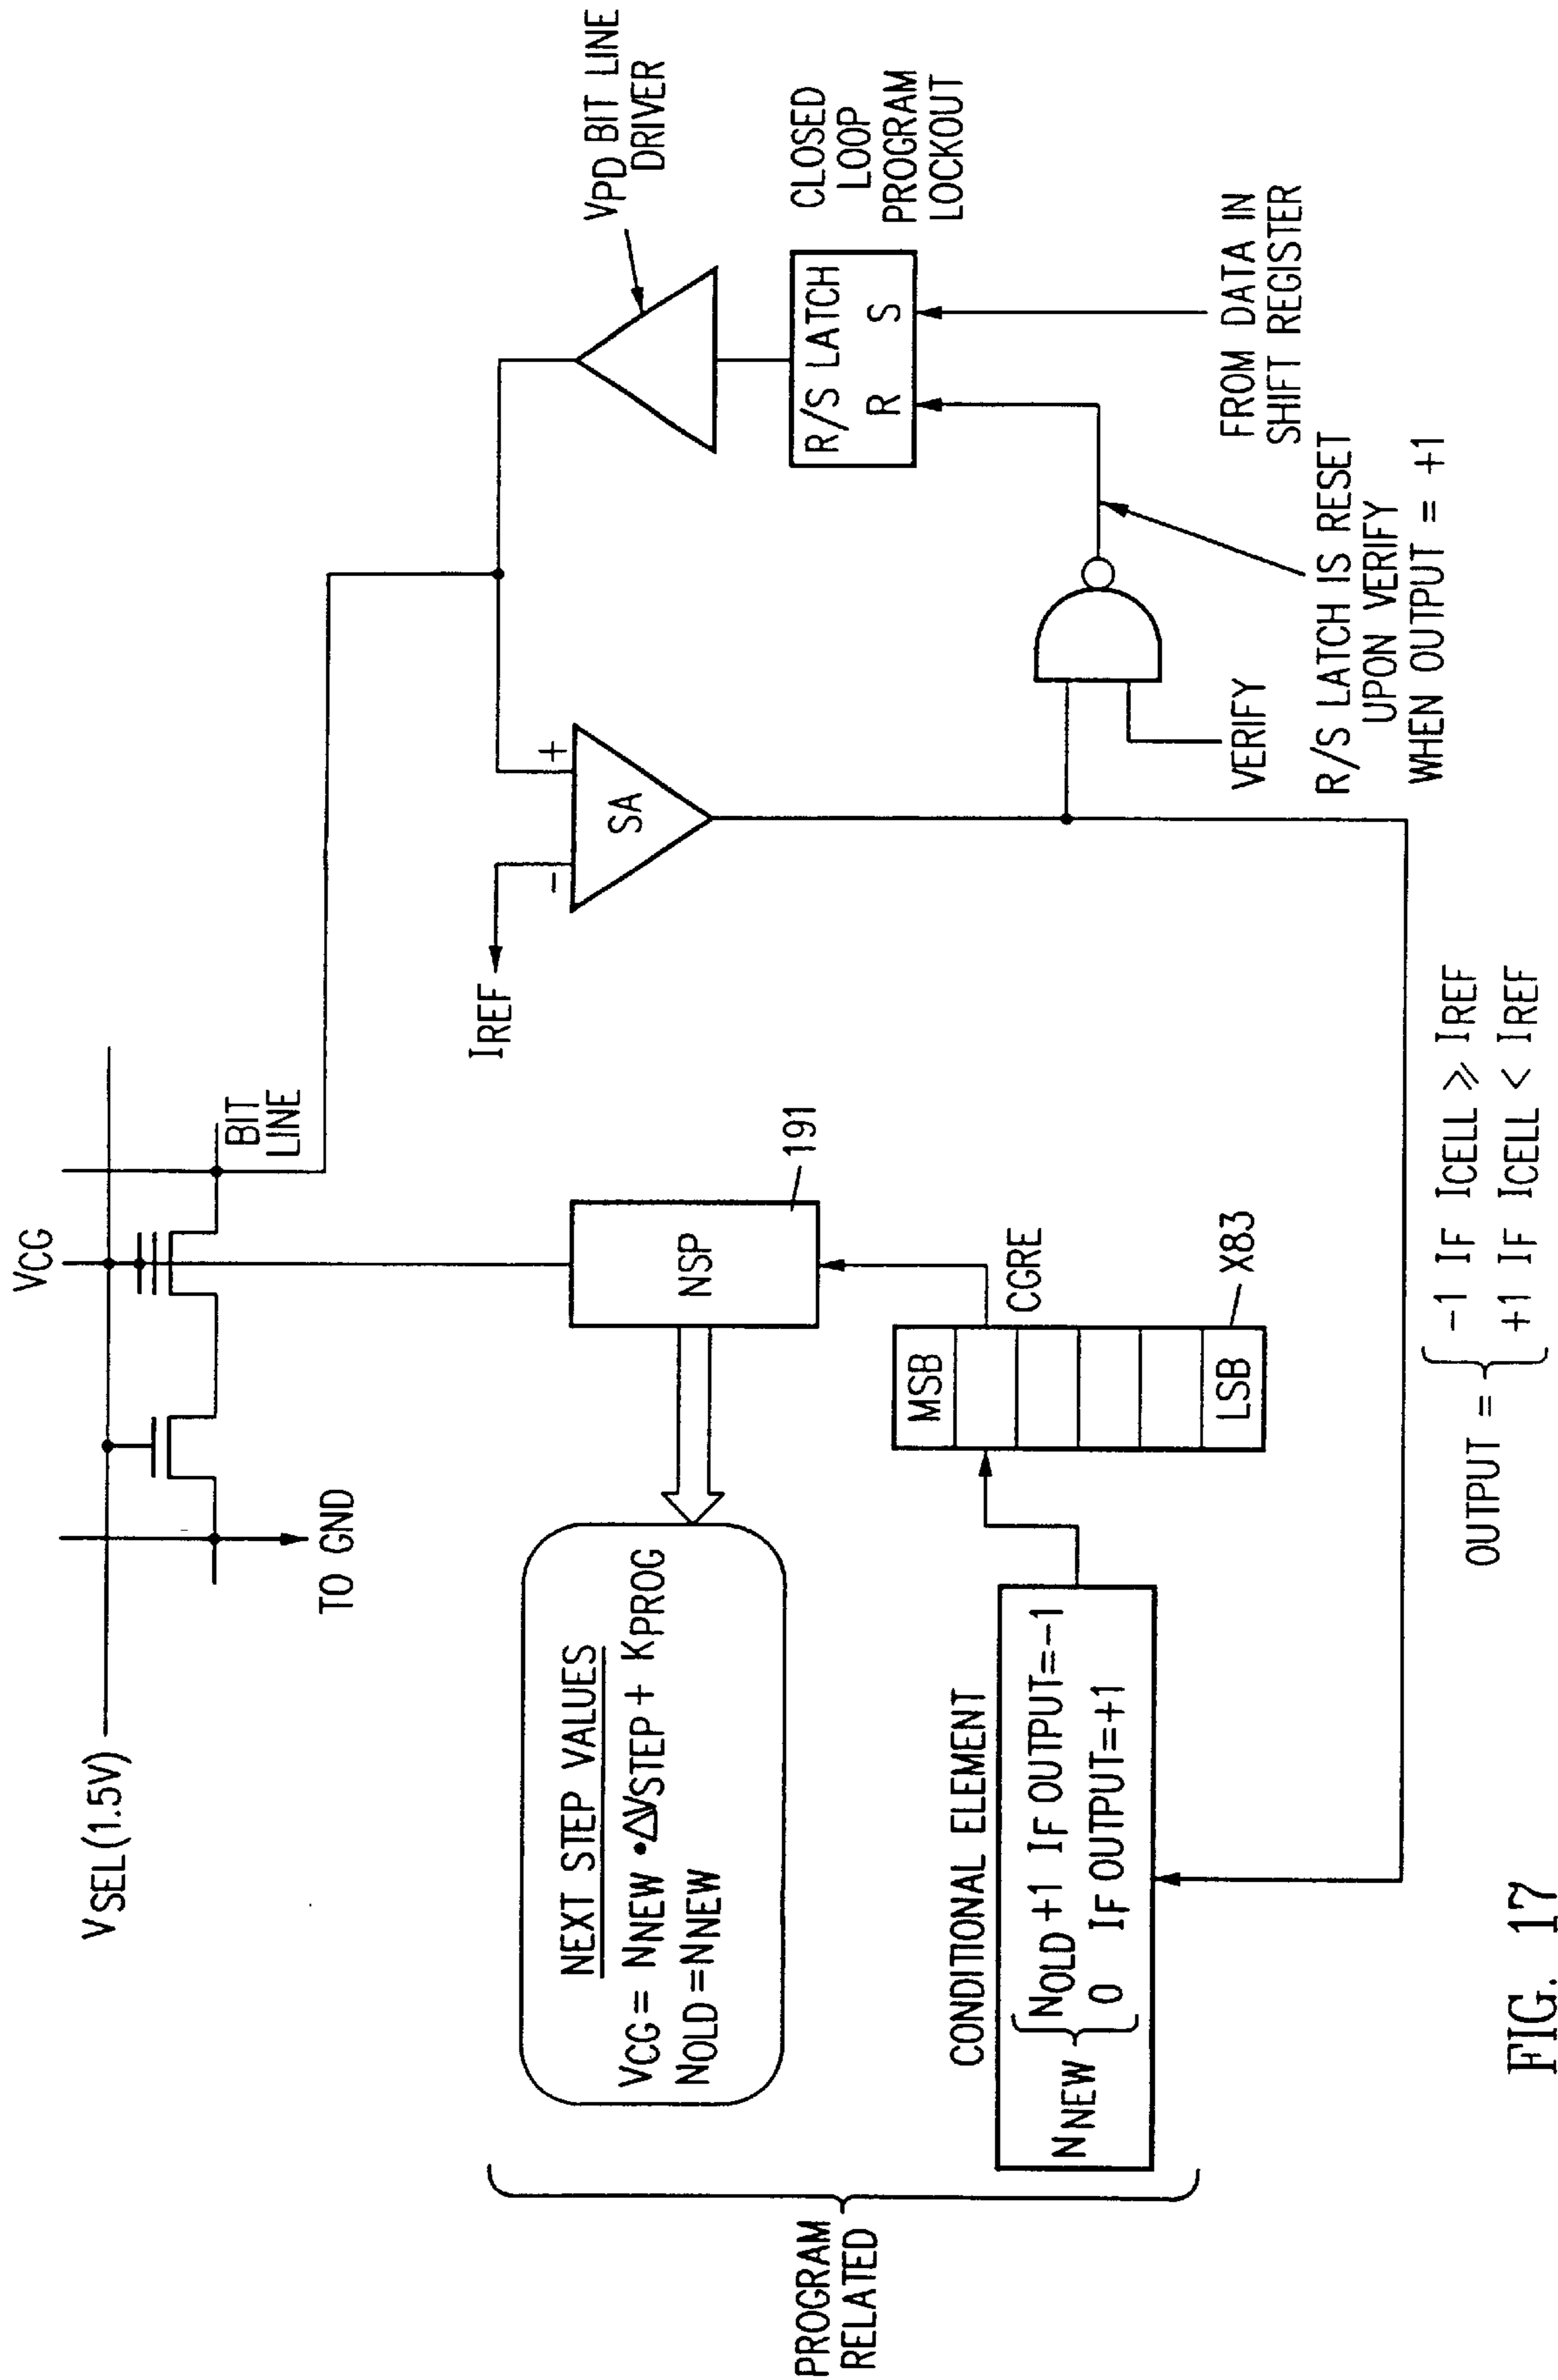 VSEL(1.5V)
VCG
TO GND
BIT
LINE
PROGRAM
RELATED
NEXT STEP VALUES
VCG = NNEW • ΔVSTEP + KPROG
NOLD = NNEW
NSP
191
IREF
-
+
SA
VPD BIT LINE
DRIVER
CONDITIONAL ELEMENT
NNEW { NOLD +1 IF OUTPUT=-1
0 IF OUTPUT=+1
MSB
LSB
CGRE
X83
R/S LATCH
R S
CLOSED
LOOP
PROGRAM
LOCKOUT
VERIFY
FROM DATA IN
SHIFT REGISTER
R/S LATCH IS RESET
UPON VERIFY
WHEN OUTPUT = +1
OUTPUT = { -1 IF ICELL ⩾ IREF
+1 IF ICELL < IREF
FIG. 17